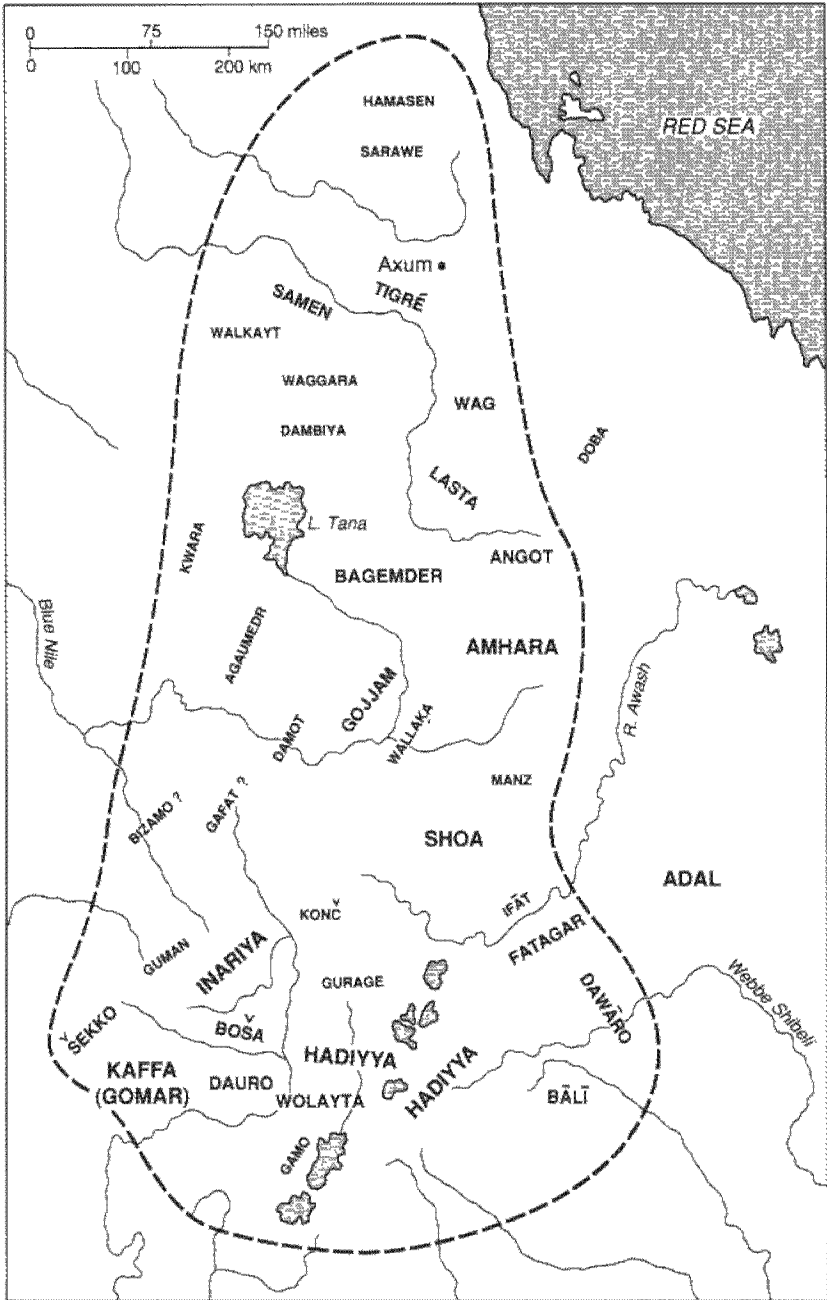 0 75 150 miles
0 100 200 km
HAMASEN
RED SEA
SARAWE
Axum
TIGRÉ
SAMEN
WALKAYT
WAGGARA
WAG
DAMBIYA
DOBA
LASTA
L. Tana
KWARA
ANGOT
BAGEMDER
Blue Nile
AGAUMEDR
AMHARA
GOJJAM
R. Awash
DAMOT
WALLAKA
MANZ
BIZAMO ?
GAFAT ?
SHOA
ADAL
IFĀT
KONČ
FATAGAR
GUMAN
INARIYA
GURAGE
DAWĀRO
Webbe Shibeli
ŠEKKO
BOŠA
HADIYYA
HADIYYA
KAFFA
(GOMAR)
DAURO
WOLAYTA
BĀLĪ
GAMO